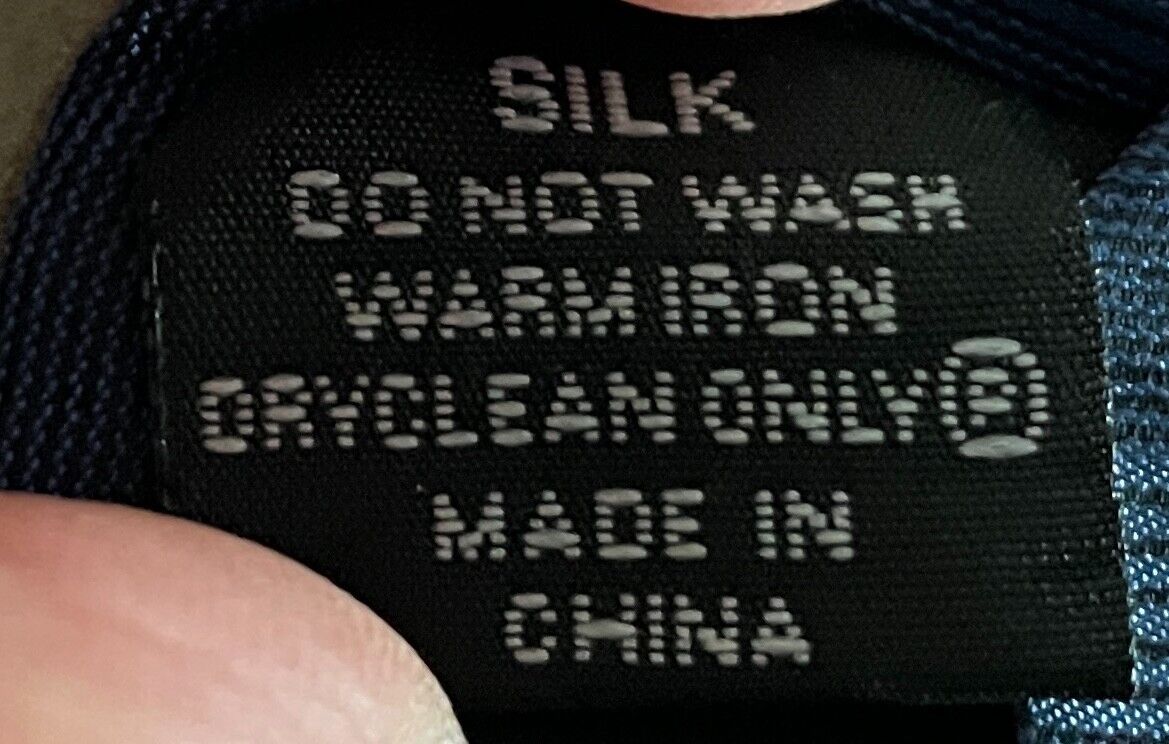 SILK
DO NOT WASH
WARM IRON
DRYCLEAN ONLY Ⓟ
MADE IN
CHINA